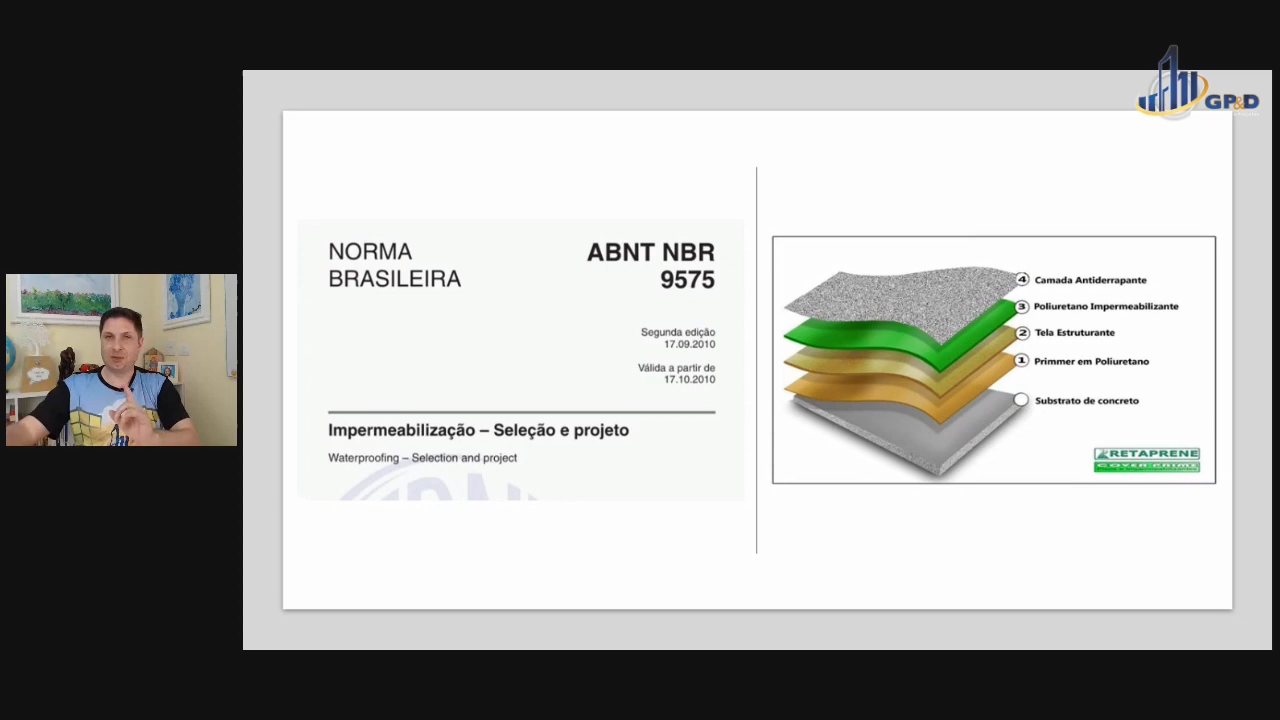 GP&D
NORMA
BRASILEIRA
ABNT NBR
9575
Segunda edição
17.09.2010
Válida a partir de
17.10.2010
Impermeabilização – Seleção e projeto
Waterproofing – Selection and project
4 Camada Antiderrapante
3 Poliuretano Impermeabilizante
2 Tela Estruturante
1 Primmer em Poliuretano
Substrato de concreto
RETAPRENE
COVER PRIME